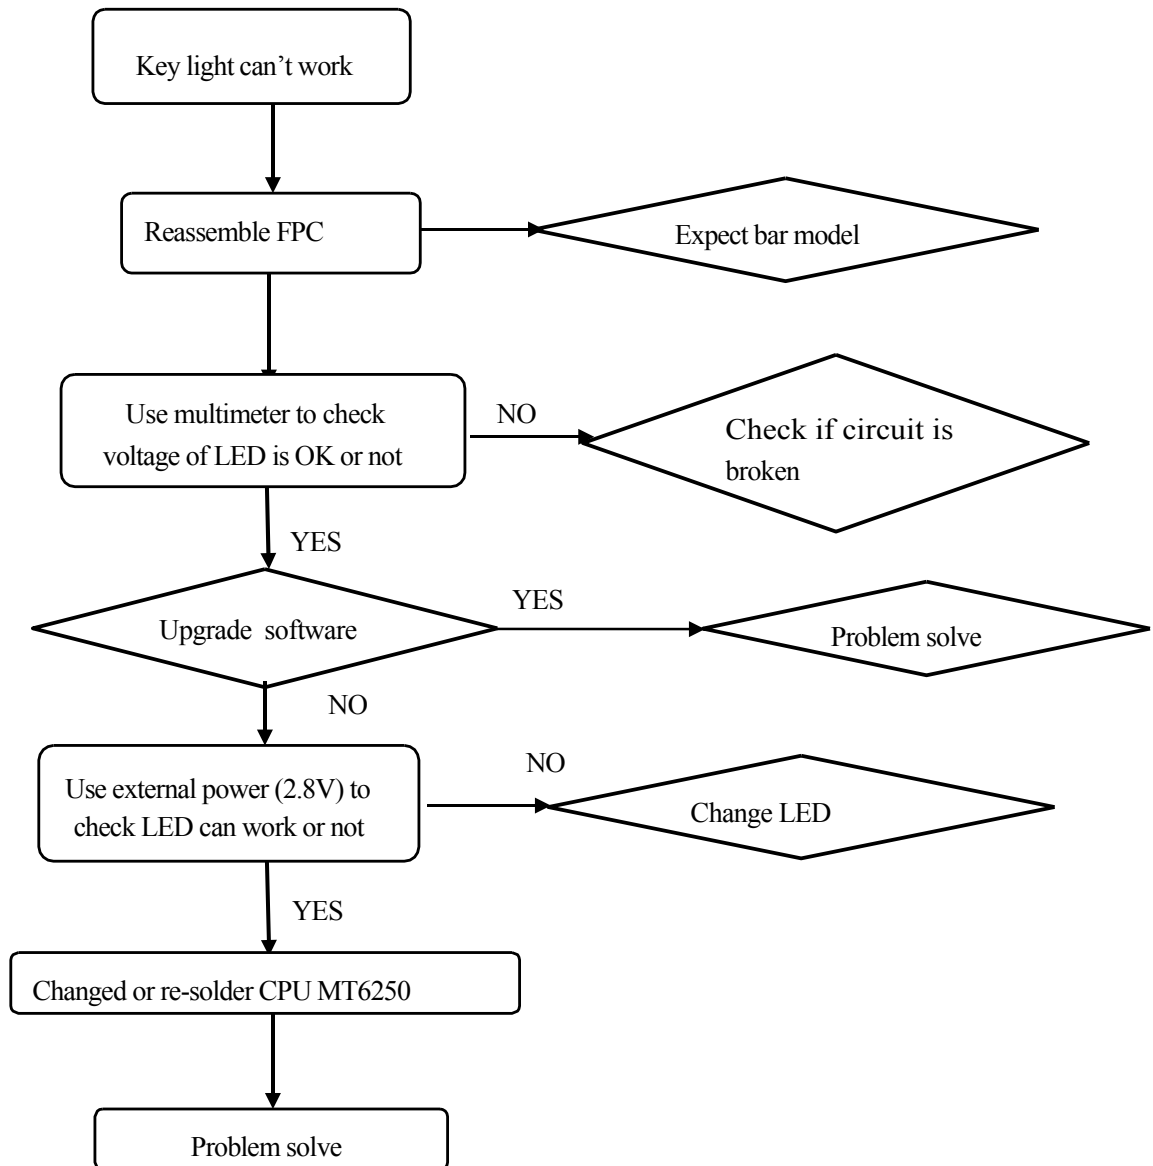 Key light can’t work
Reassemble FPC
Expect bar model
Use multimeter to check
voltage of LED is OK or not
NO
Check if circuit is
broken
YES
Upgrade software
YES
Problem solve
NO
Use external power (2.8V) to
check LED can work or not
NO
Change LED
YES
Changed or re-solder CPU MT6250
Problem solve